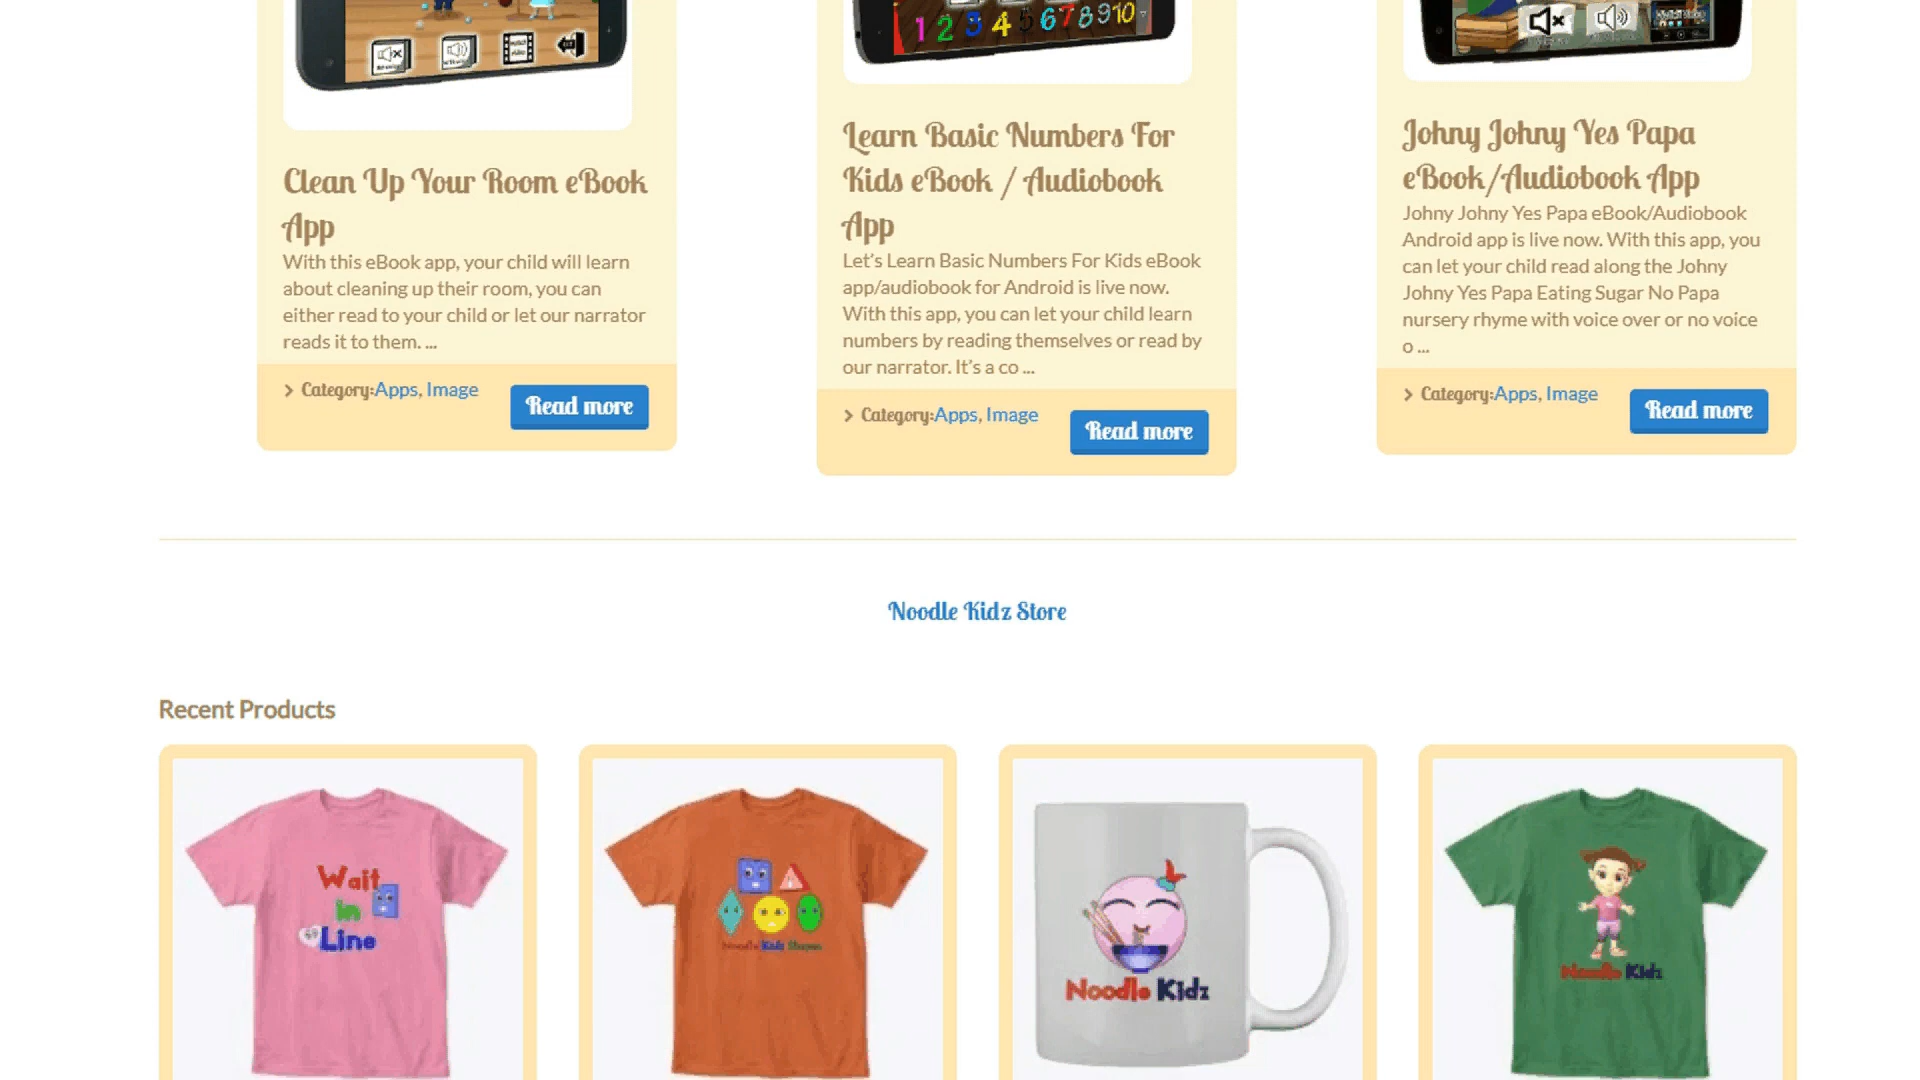 1 2 3 4 5 6 7 8 9 10
Clean Up Your Room eBook
App
With this eBook app, your child will learn
about cleaning up their room, you can
either read to your child or let our narrator
reads it to them. ...
Category:Apps, Image
Read more
Learn Basic Numbers For
Kids eBook / Audiobook
App
Let's Learn Basic Numbers For Kids eBook
app/audiobook for Android is live now.
With this app, you can let your child learn
numbers by reading themselves or read by
our narrator. It's a co ...
Category:Apps, Image
Read more
Johny Johny Yes Papa
eBook/Audiobook App
Johny Johny Yes Papa eBook/Audiobook
Android app is live now. With this app, you
can let your child read along the Johny
Johny Yes Papa Eating Sugar No Papa
nursery rhyme with voice over or no voice
o ...
Category:Apps, Image
Read more
Noodle Kidz Store
Recent Products
Wait
in
Line
Noodle Kidz Shapes
Noodle Kidz
Noodle Kidz